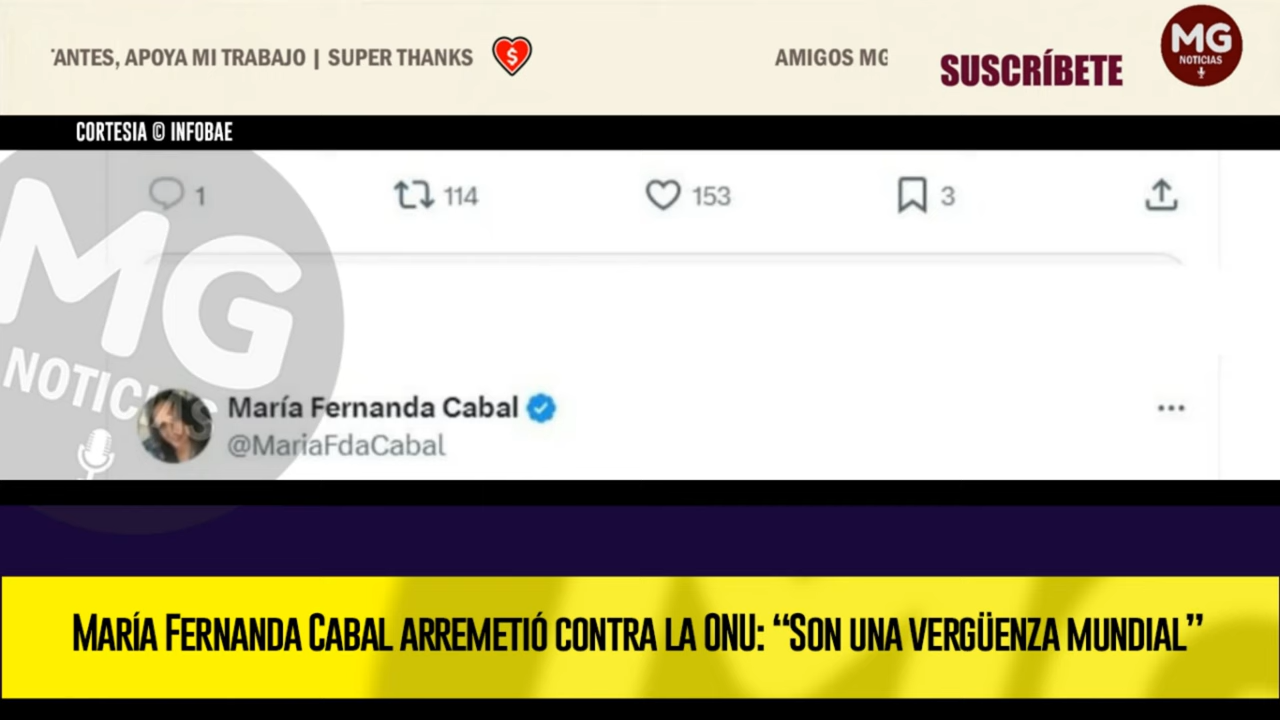 'ANTES, APOYA MI TRABAJO | SUPER THANKS
$
AMIGOS MG
SUSCRÍBETE
MG
NOTICIAS
CORTESIA © INFOBAE
1
114
153
3
MG
NOTICIAS
María Fernanda Cabal
@MariaFdaCabal
MARÍA FERNANDA CABAL ARREMETIÓ CONTRA LA ONU: “SON UNA VERGÜENZA MUNDIAL”